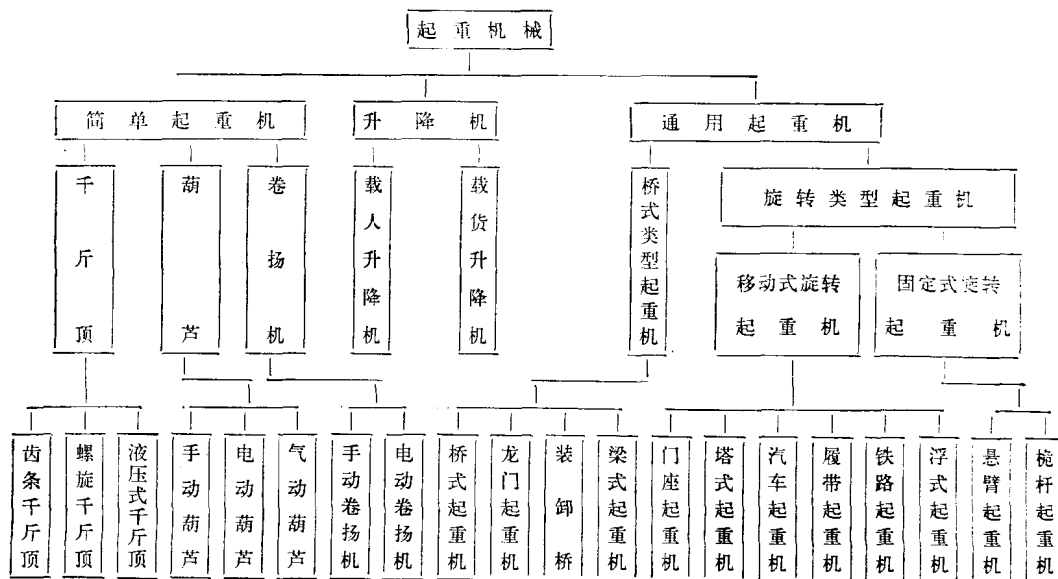 起重机械
简单起重机
升降机
通用起重机
千斤顶
葫芦
卷扬机
载人升降机
载货升降机
桥式类型起重机
旋转类型起重机
移动式旋转
起重机
固定式旋转
起重机
齿条千斤顶
螺旋千斤顶
液压式千斤顶
手动葫芦
电动葫芦
气动葫芦
手动卷扬机
电动卷扬机
桥式起重机
龙门起重机
装卸桥
梁式起重机
门座起重机
塔式起重机
汽车起重机
履带起重机
铁路起重机
浮式起重机
悬臂起重机
桅杆起重机